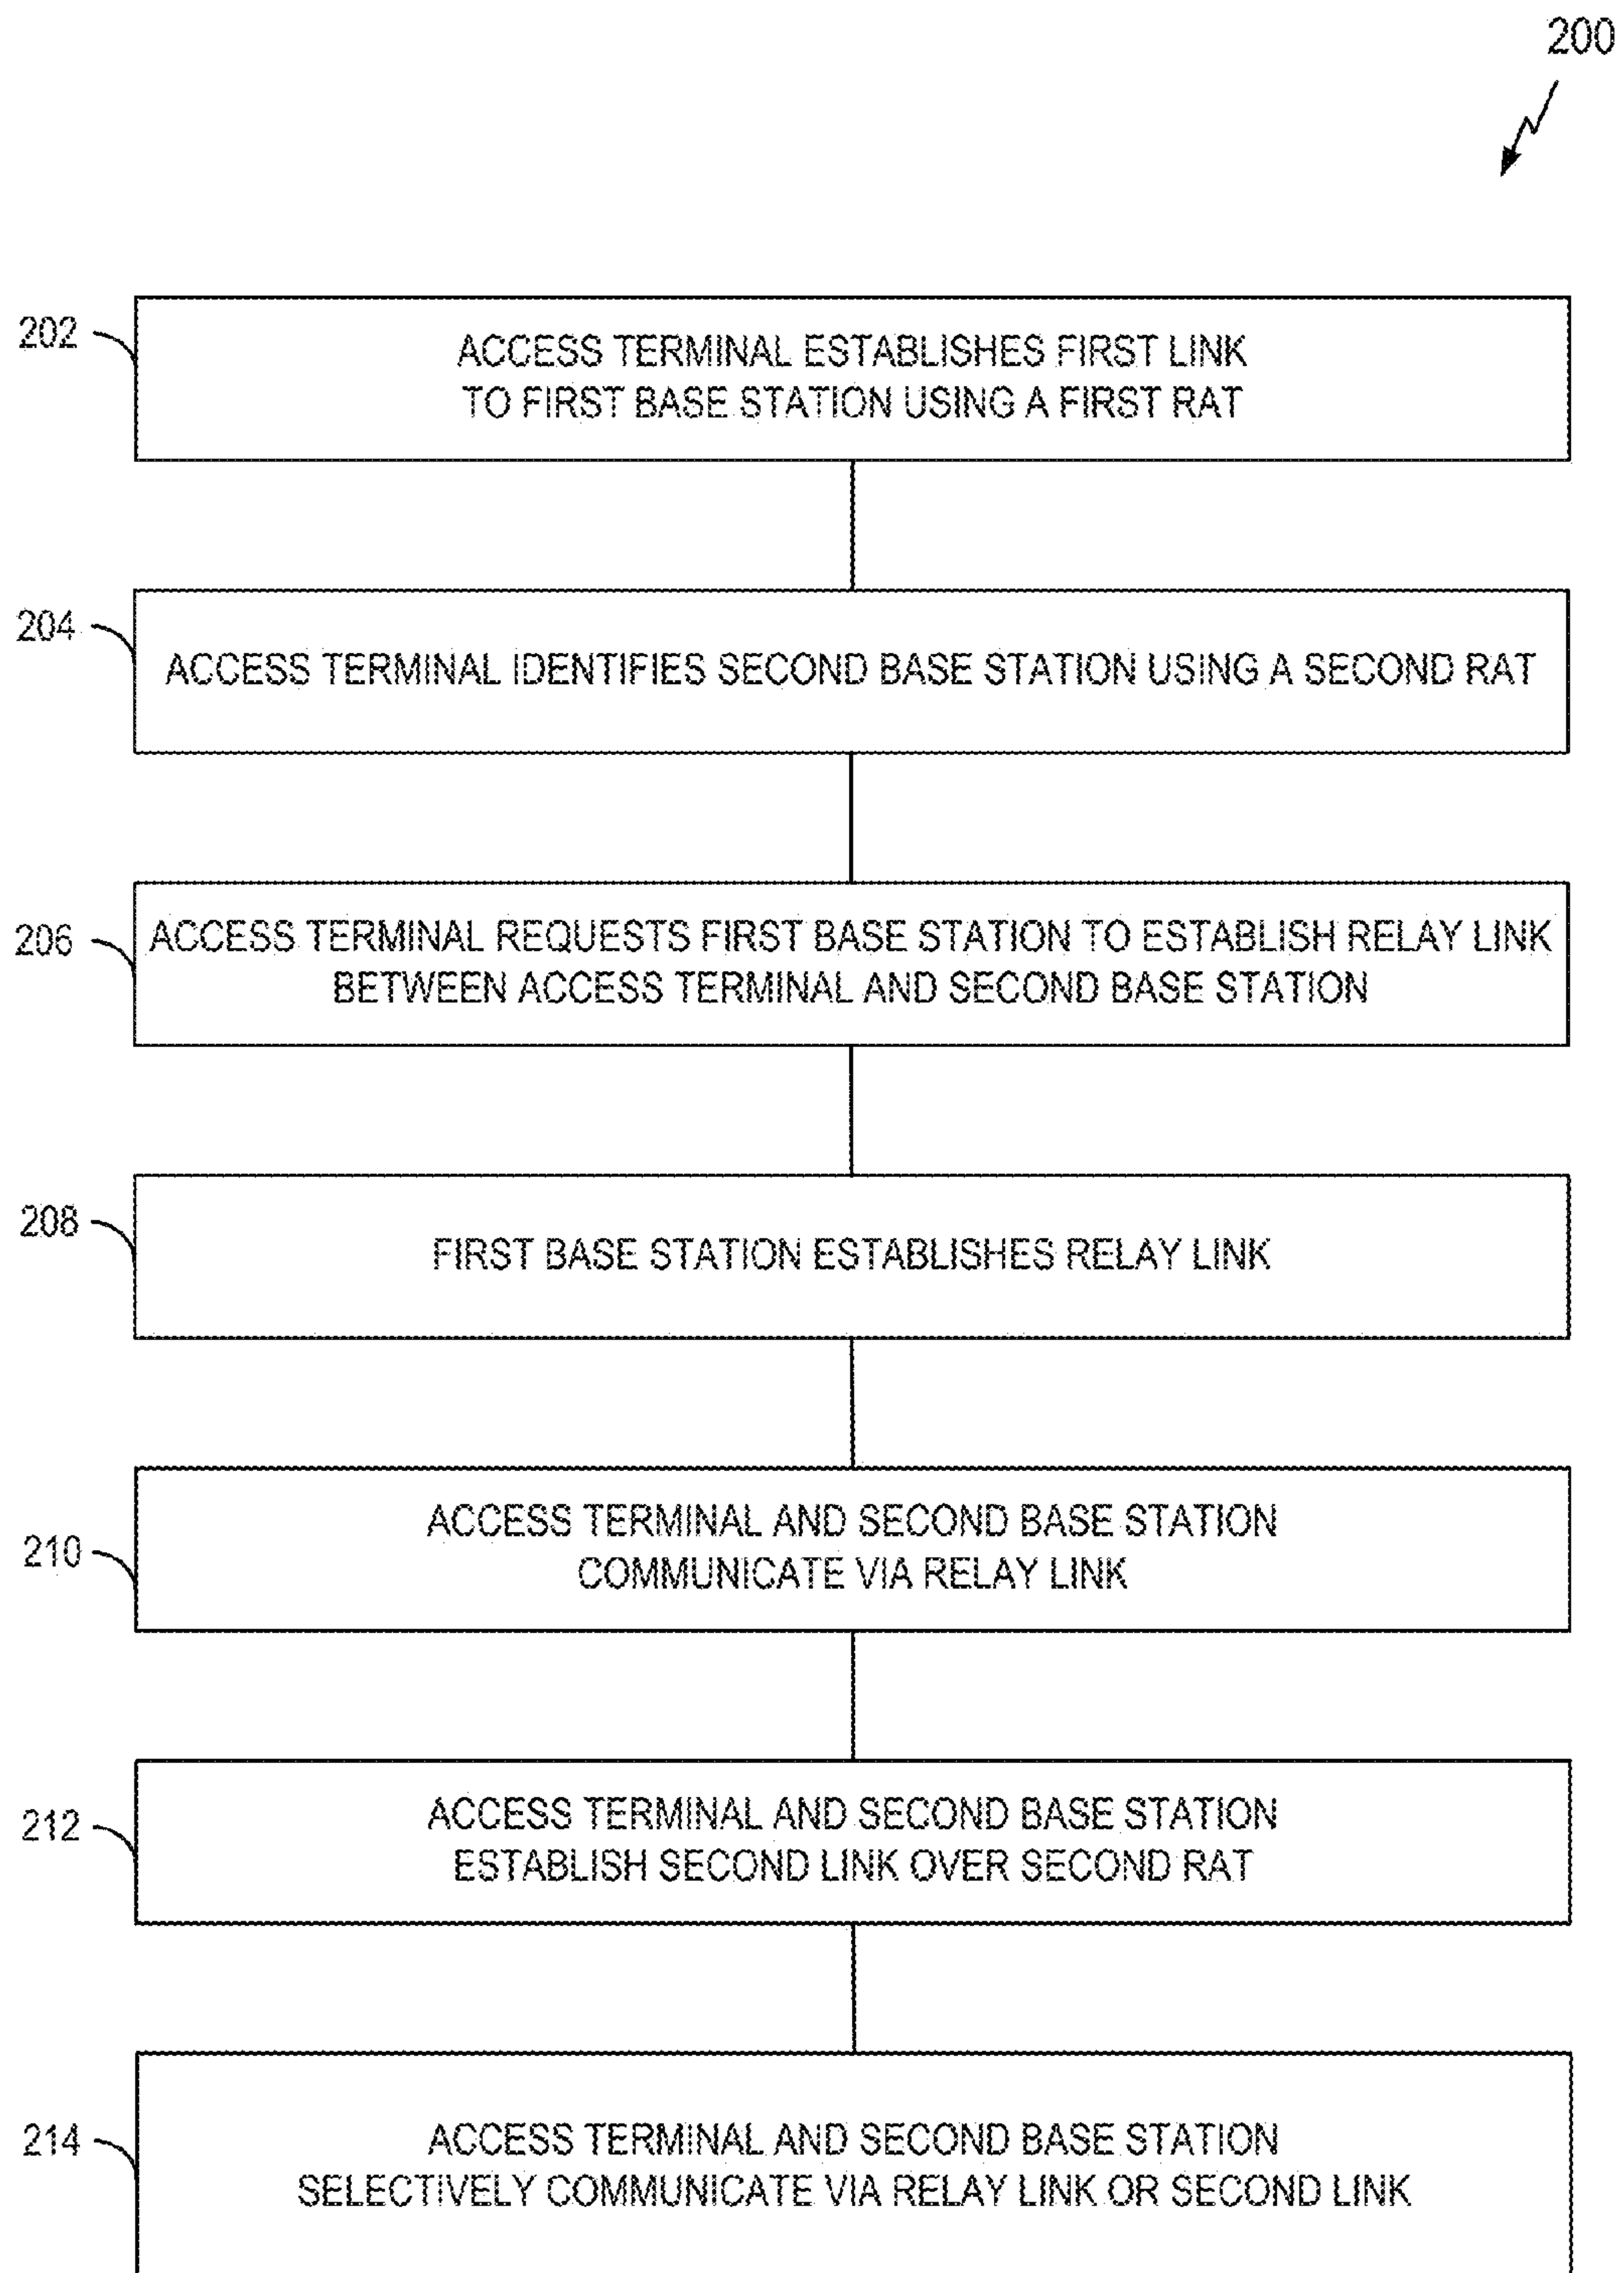 200
202
ACCESS TERMINAL ESTABLISHES FIRST LINK
TO FIRST BASE STATION USING A FIRST RAT
204
ACCESS TERMINAL IDENTIFIES SECOND BASE STATION USING A SECOND RAT
206
ACCESS TERMINAL REQUESTS FIRST BASE STATION TO ESTABLISH RELAY LINK
BETWEEN ACCESS TERMINAL AND SECOND BASE STATION
208
FIRST BASE STATION ESTABLISHES RELAY LINK
210
ACCESS TERMINAL AND SECOND BASE STATION
COMMUNICATE VIA RELAY LINK
212
ACCESS TERMINAL AND SECOND BASE STATION
ESTABLISH SECOND LINK OVER SECOND RAT
214
ACCESS TERMINAL AND SECOND BASE STATION
SELECTIVELY COMMUNICATE VIA RELAY LINK OR SECOND LINK